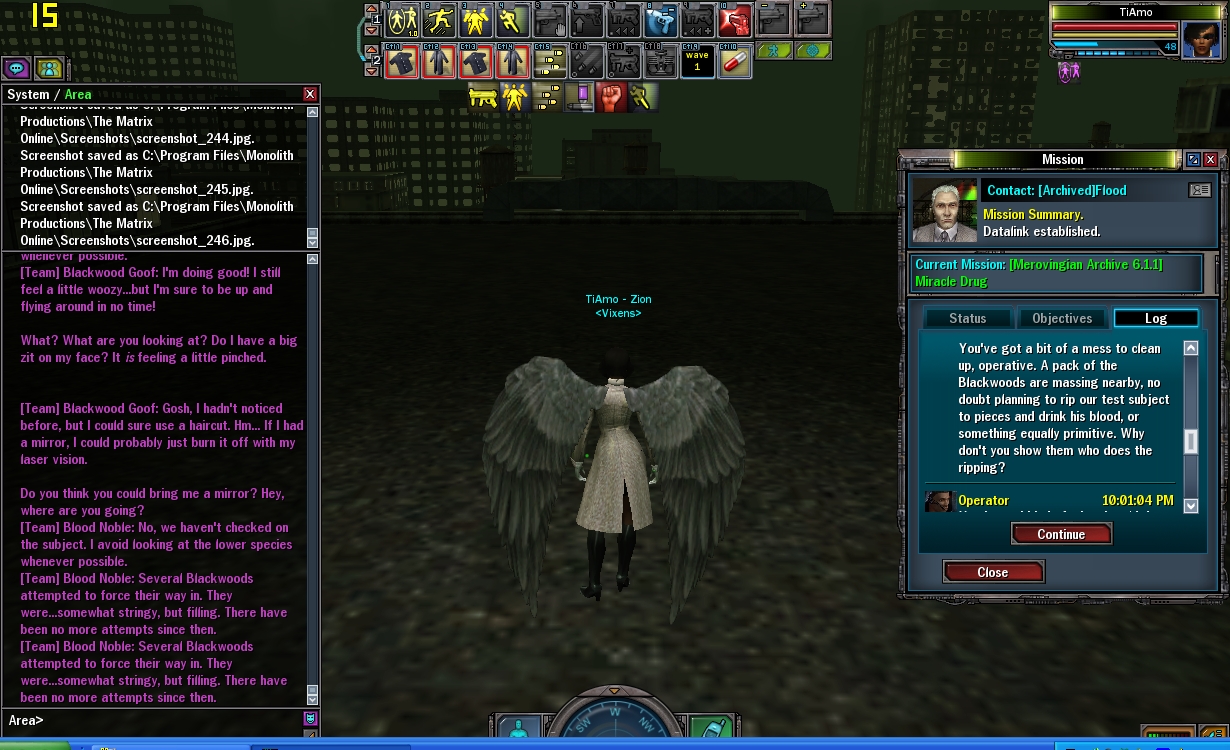 15
1
1.0
2
wave
1
TiAmo
48
System / Area
Productions\The Matrix
Online\Screenshots\screenshot_244.jpg.
Screenshot saved as C:\Program Files\Monolith
Productions\The Matrix
Online\Screenshots\screenshot_245.jpg.
Screenshot saved as C:\Program Files\Monolith
Productions\The Matrix
Online\Screenshots\screenshot_246.jpg.
whenever possible.
[Team] Blackwood Goof: I'm doing good! I still
feel a little woozy...but I'm sure to be up and
flying around in no time!
What? What are you looking at? Do I have a big
zit on my face? It is feeling a little pinched.
[Team] Blackwood Goof: Gosh, I hadn't noticed
before, but I could sure use a haircut. Hm... If I had
a mirror, I could probably just burn it off with my
laser vision.
Do you think you could bring me a mirror? Hey,
where are you going?
[Team] Blood Noble: No, we haven't checked on
the subject. I avoid looking at the lower species
whenever possible.
[Team] Blood Noble: Several Blackwoods
attempted to force their way in. They
were...somewhat stringy, but filling. There have
been no more attempts since then.
[Team] Blood Noble: Several Blackwoods
attempted to force their way in. They
were...somewhat stringy, but filling. There have
been no more attempts since then.
Area>
TiAmo - Zion
<Vixens>
SW
W
NW
Mission
Contact: [Archived]Flood
Mission Summary.
Datalink established.
Current Mission: [Merovingian Archive 6.1.1]
Miracle Drug
Status
Objectives
Log
You've got a bit of a mess to clean
up, operative. A pack of the
Blackwoods are massing nearby, no
doubt planning to rip our test subject
to pieces and drink his blood, or
something equally primitive. Why
don't you show them who does the
ripping?
Operator 10:01:04 PM
Continue
Close